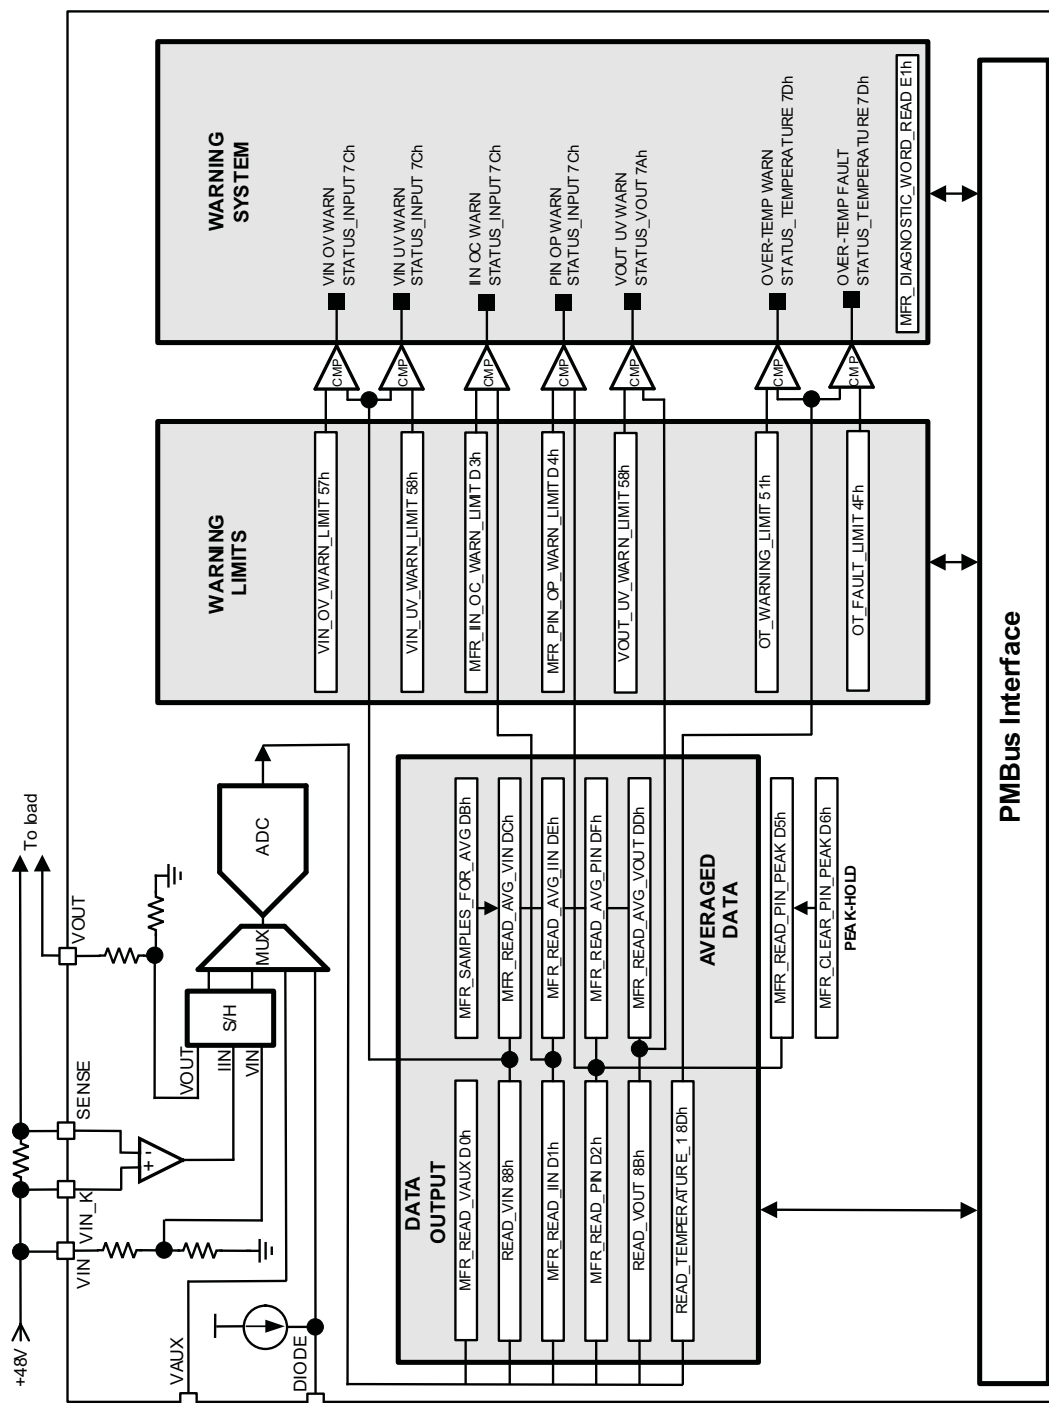 +48V
VIN
VIN_K
SENSE
VOUT
To load
VAUX
DIODE
+
-
VOUT
IIN
VIN
S/H
MUX
ADC
DATA
OUTPUT
MFR_READ_VAUX D0h
READ_VIN 88h
MFR_READ_IIN D1h
MFR_READ_PIN D2h
READ_VOUT 8Bh
READ_TEMPERATURE_1 8Dh
MFR_SAMPLES_FOR_AVG DBh
MFR_READ_AVG_VIN DCh
MFR_READ_AVG_IIN DEh
MFR_READ_AVG_PIN DFh
MFR_READ_AVG_VOUT DDh
AVERAGED
DATA
MFR_READ_PIN_PEAK D5h
MFR_CLEAR_PIN_PEAK D6h
PEAK-HOLD
WARNING
LIMITS
VIN_OV_WARN_LIMIT 57h
VIN_UV_WARN_LIMIT 58h
MFR_IIN_OC_WARN_LIMIT D3h
MFR_PIN_OP_WARN_LIMIT D4h
VOUT_UV_WARN_LIMIT 58h
OT_WARNING_LIMIT 51h
OT_FAULT_LIMIT 4Fh
CMP
CMP
CMP
CMP
CMP
CMP
CMP
WARNING
SYSTEM
VIN OV WARN
STATUS_INPUT 7Ch
VIN UV WARN
STATUS_INPUT 7Ch
IIN OC WARN
STATUS_INPUT 7Ch
PIN OP WARN
STATUS_INPUT 7Ch
VOUT UV WARN
STATUS_VOUT 7Ah
OVER-TEMP WARN
STATUS_TEMPERATURE 7Dh
OVER-TEMP FAULT
STATUS_TEMPERATURE 7Dh
MFR_DIAGNOSTIC_WORD_READ E1h
PMBus Interface